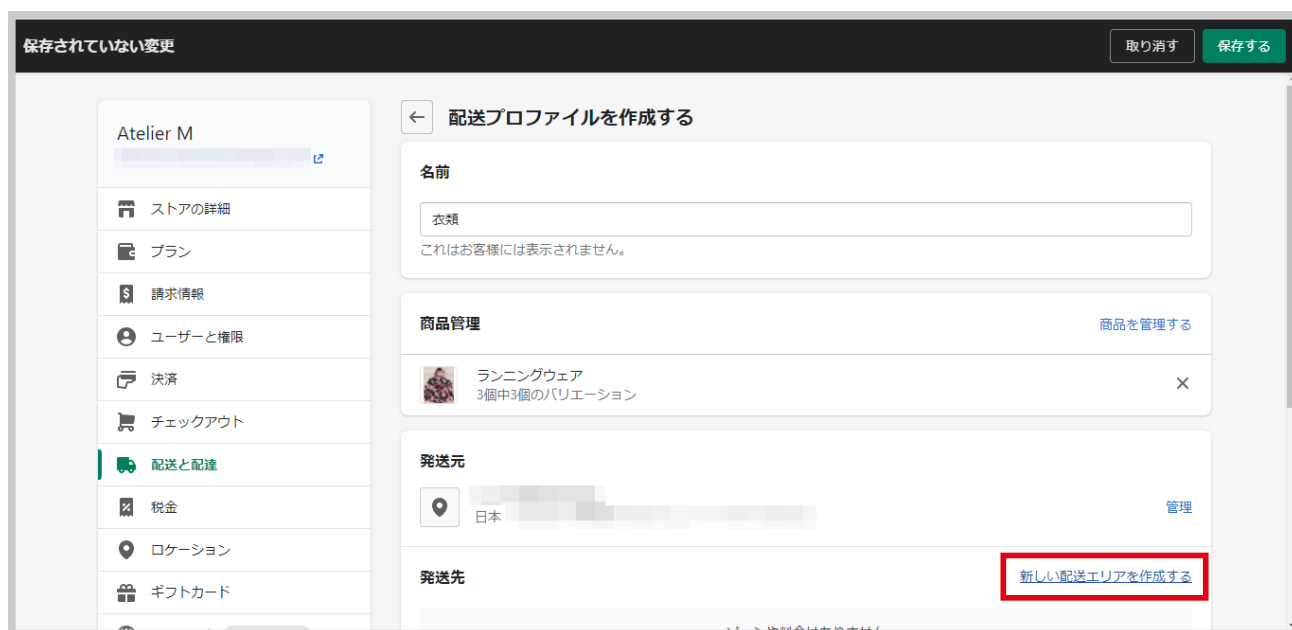 保存されていない変更
取り消す
保存する
Atelier M
ストアの詳細
プラン
請求情報
ユーザーと権限
決済
チェックアウト
配送と配達
税金
ロケーション
ギフトカード
配送プロファイルを作成する
名前
衣類
これはお客様には表示されません。
商品管理
商品を管理する
ランニングウェア
3個中3個のバリエーション
発送元
日本
管理
発送先
新しい配送エリアを作成する